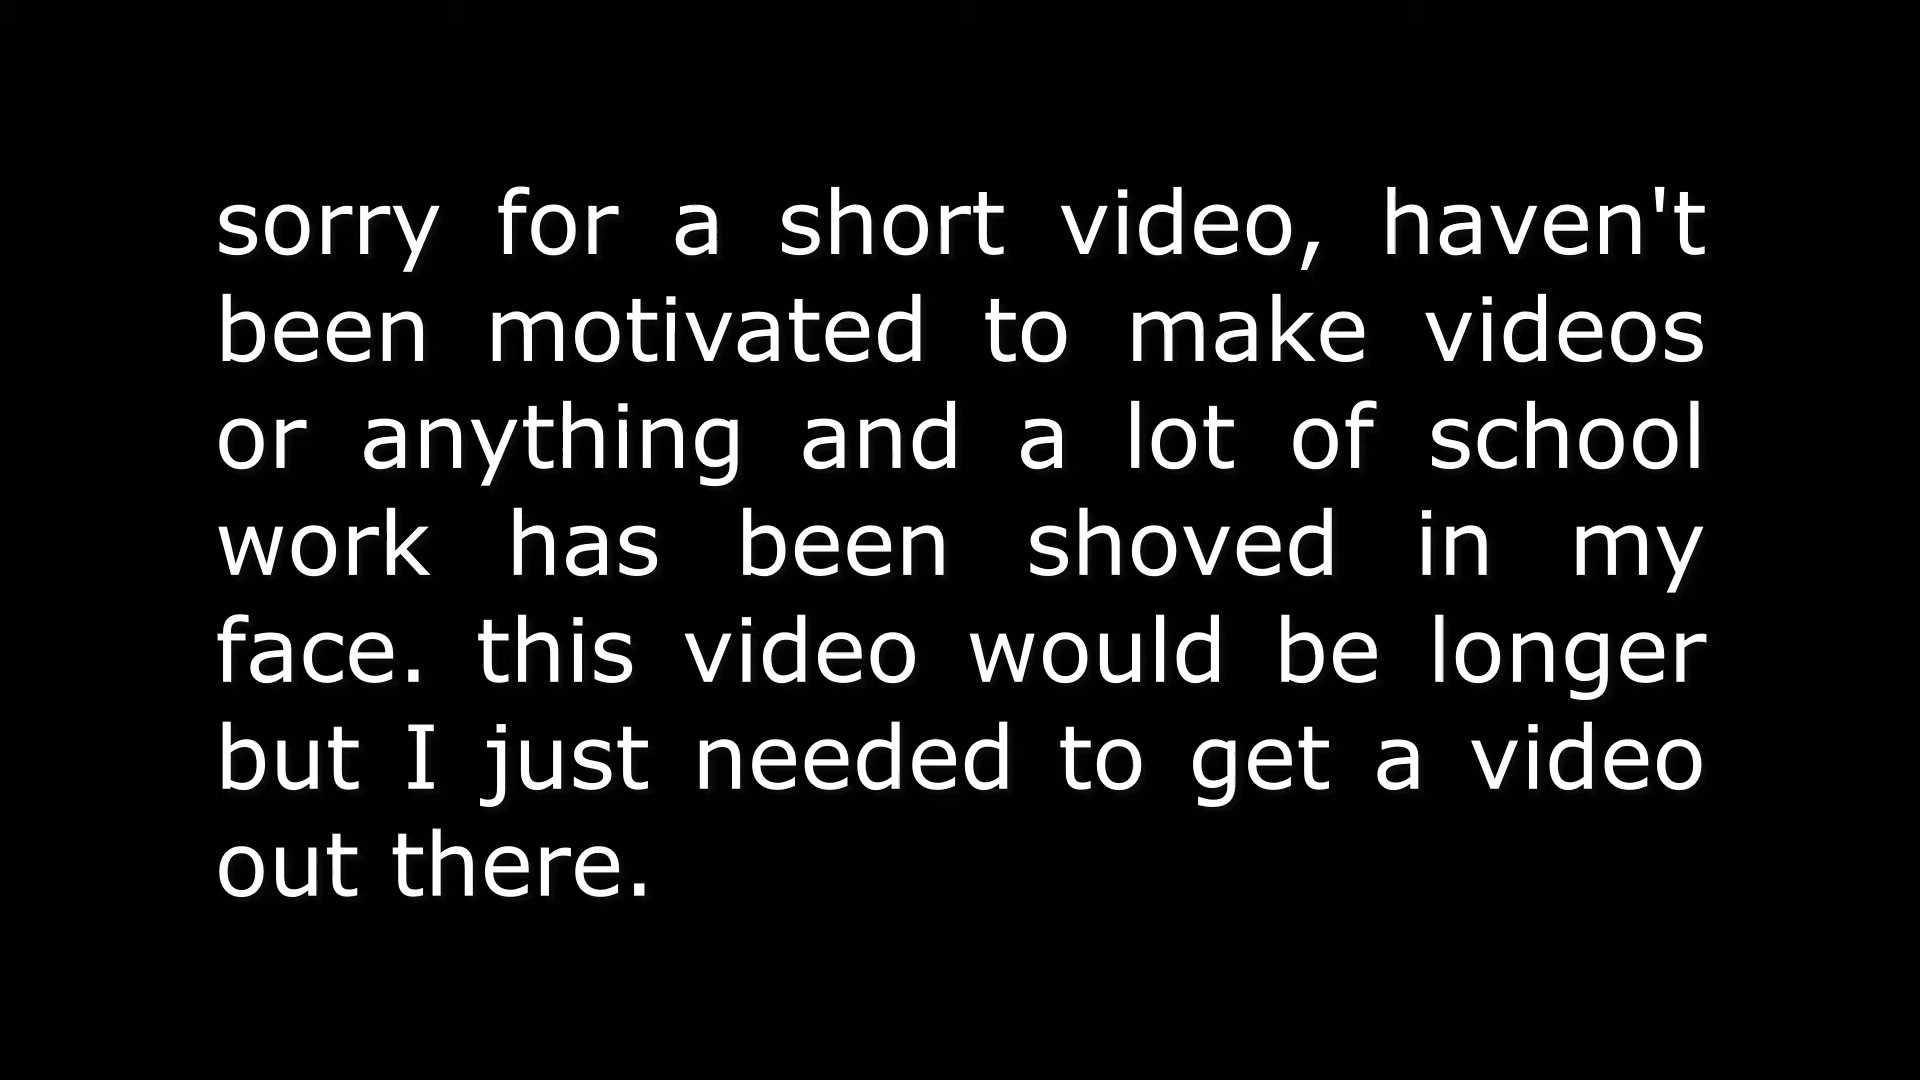 sorry for a short video, haven't
been motivated to make videos
or anything and a lot of school
work has been shoved in my
face. this video would be longer
but I just needed to get a video
out there.